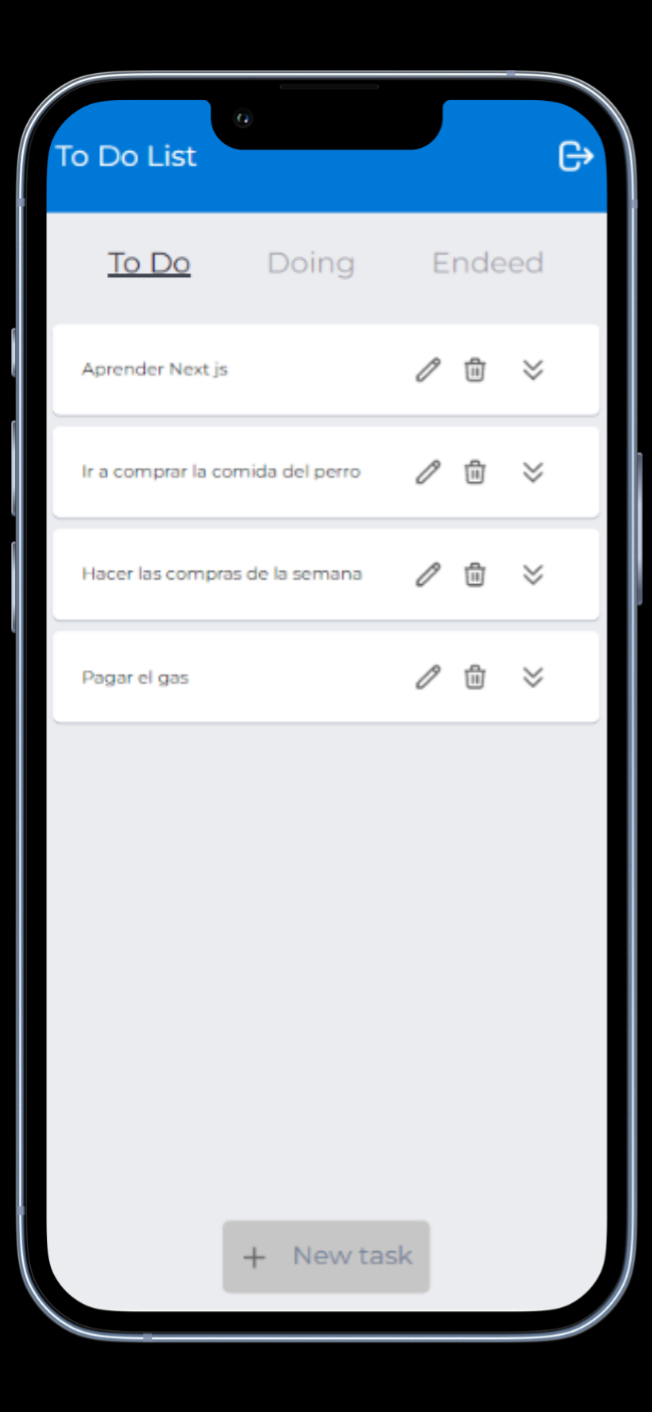 To Do List
To Do Doing Endeed
Aprender Next js
Ir a comprar la comida del perro
Hacer las compras de la semana
Pagar el gas
+ New task